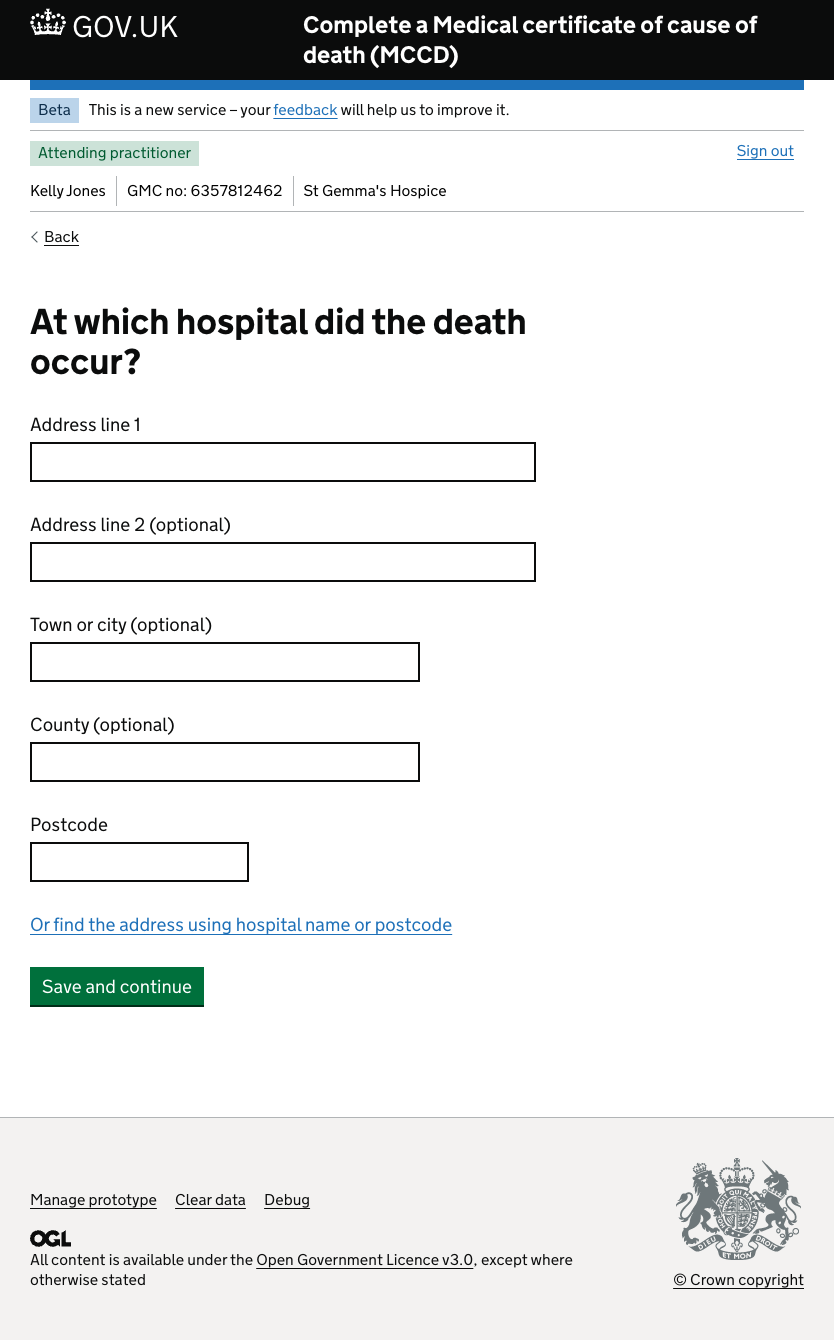 GOV.UK
Complete a Medical certificate of cause of
death (MCCD)
Beta This is a new service – your feedback will help us to improve it.
Attending practitioner
Sign out
Kelly Jones GMC no: 6357812462 St Gemma's Hospice
Back
At which hospital did the death
occur?
Address line 1
Address line 2 (optional)
Town or city (optional)
County (optional)
Postcode
Or find the address using hospital name or postcode
Save and continue
Manage prototype Clear data Debug
OGL
All content is available under the Open Government Licence v3.0, except where
otherwise stated
DIEU ET MON DROIT
© Crown copyright